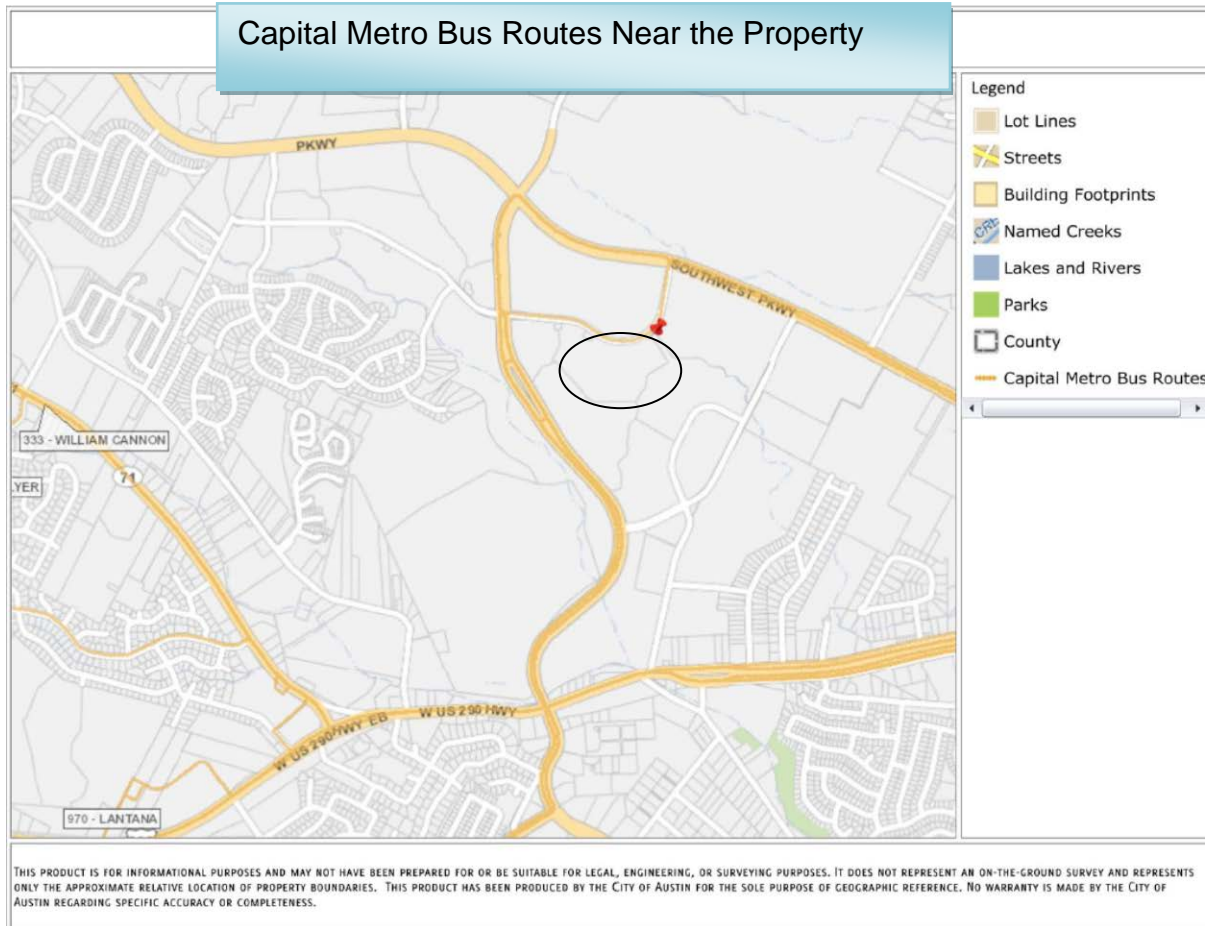 Capital Metro Bus Routes Near the Property
Legend
Lot Lines
Streets
Building Footprints
CRE
Named Creeks
Lakes and Rivers
Parks
County
Capital Metro Bus Routes
PKWY
SOUTHWEST PKWY
333 - WILLIAM CANNON
71
YER
W US 290 HWY
W US 290 HWY EB
970 - LANTANA
THIS PRODUCT IS FOR INFORMATIONAL PURPOSES AND MAY NOT HAVE BEEN PREPARED FOR OR BE SUITABLE FOR LEGAL, ENGINEERING, OR SURVEYING PURPOSES. IT DOES NOT REPRESENT AN ON-THE-GROUND SURVEY AND REPRESENTS
ONLY THE APPROXIMATE RELATIVE LOCATION OF PROPERTY BOUNDARIES. THIS PRODUCT HAS BEEN PRODUCED BY THE CITY OF AUSTIN FOR THE SOLE PURPOSE OF GEOGRAPHIC REFERENCE. NO WARRANTY IS MADE BY THE CITY OF
AUSTIN REGARDING SPECIFIC ACCURACY OR COMPLETENESS.